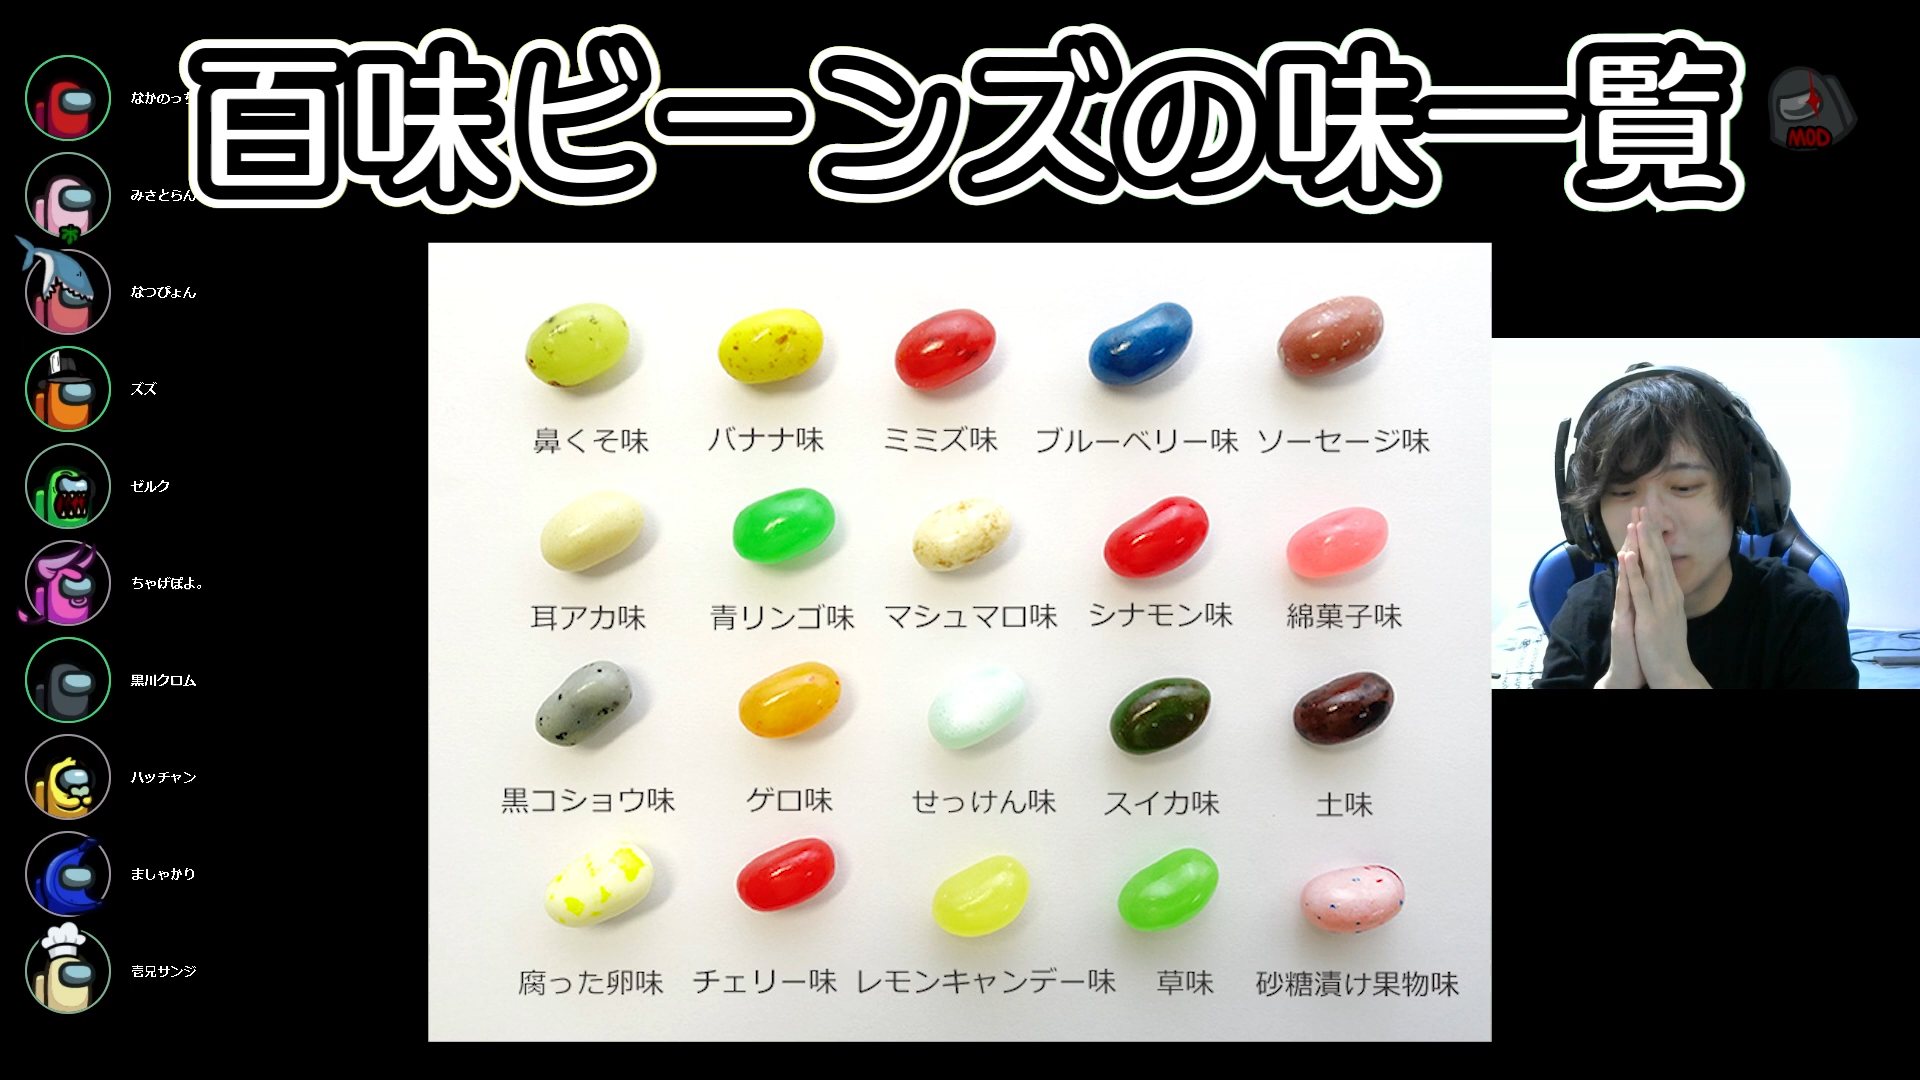 百味ビーンズの味一覧
なかのっち
みさとらん
なつぴょん
ズズ
ゼルク
ちゃげぽよ。
黒川クロム
ハッチャン
ましゃかり
壱兄サンジ
MOD
鼻くそ味 バナナ味 ミミズ味 ブルーベリー味 ソーセージ味
耳アカ味 青リンゴ味 マシュマロ味 シナモン味 綿菓子味
黒コショウ味 ゲロ味 せっけん味 スイカ味 土味
腐った卵味 チェリー味 レモンキャンデー味 草味 砂糖漬け果物味